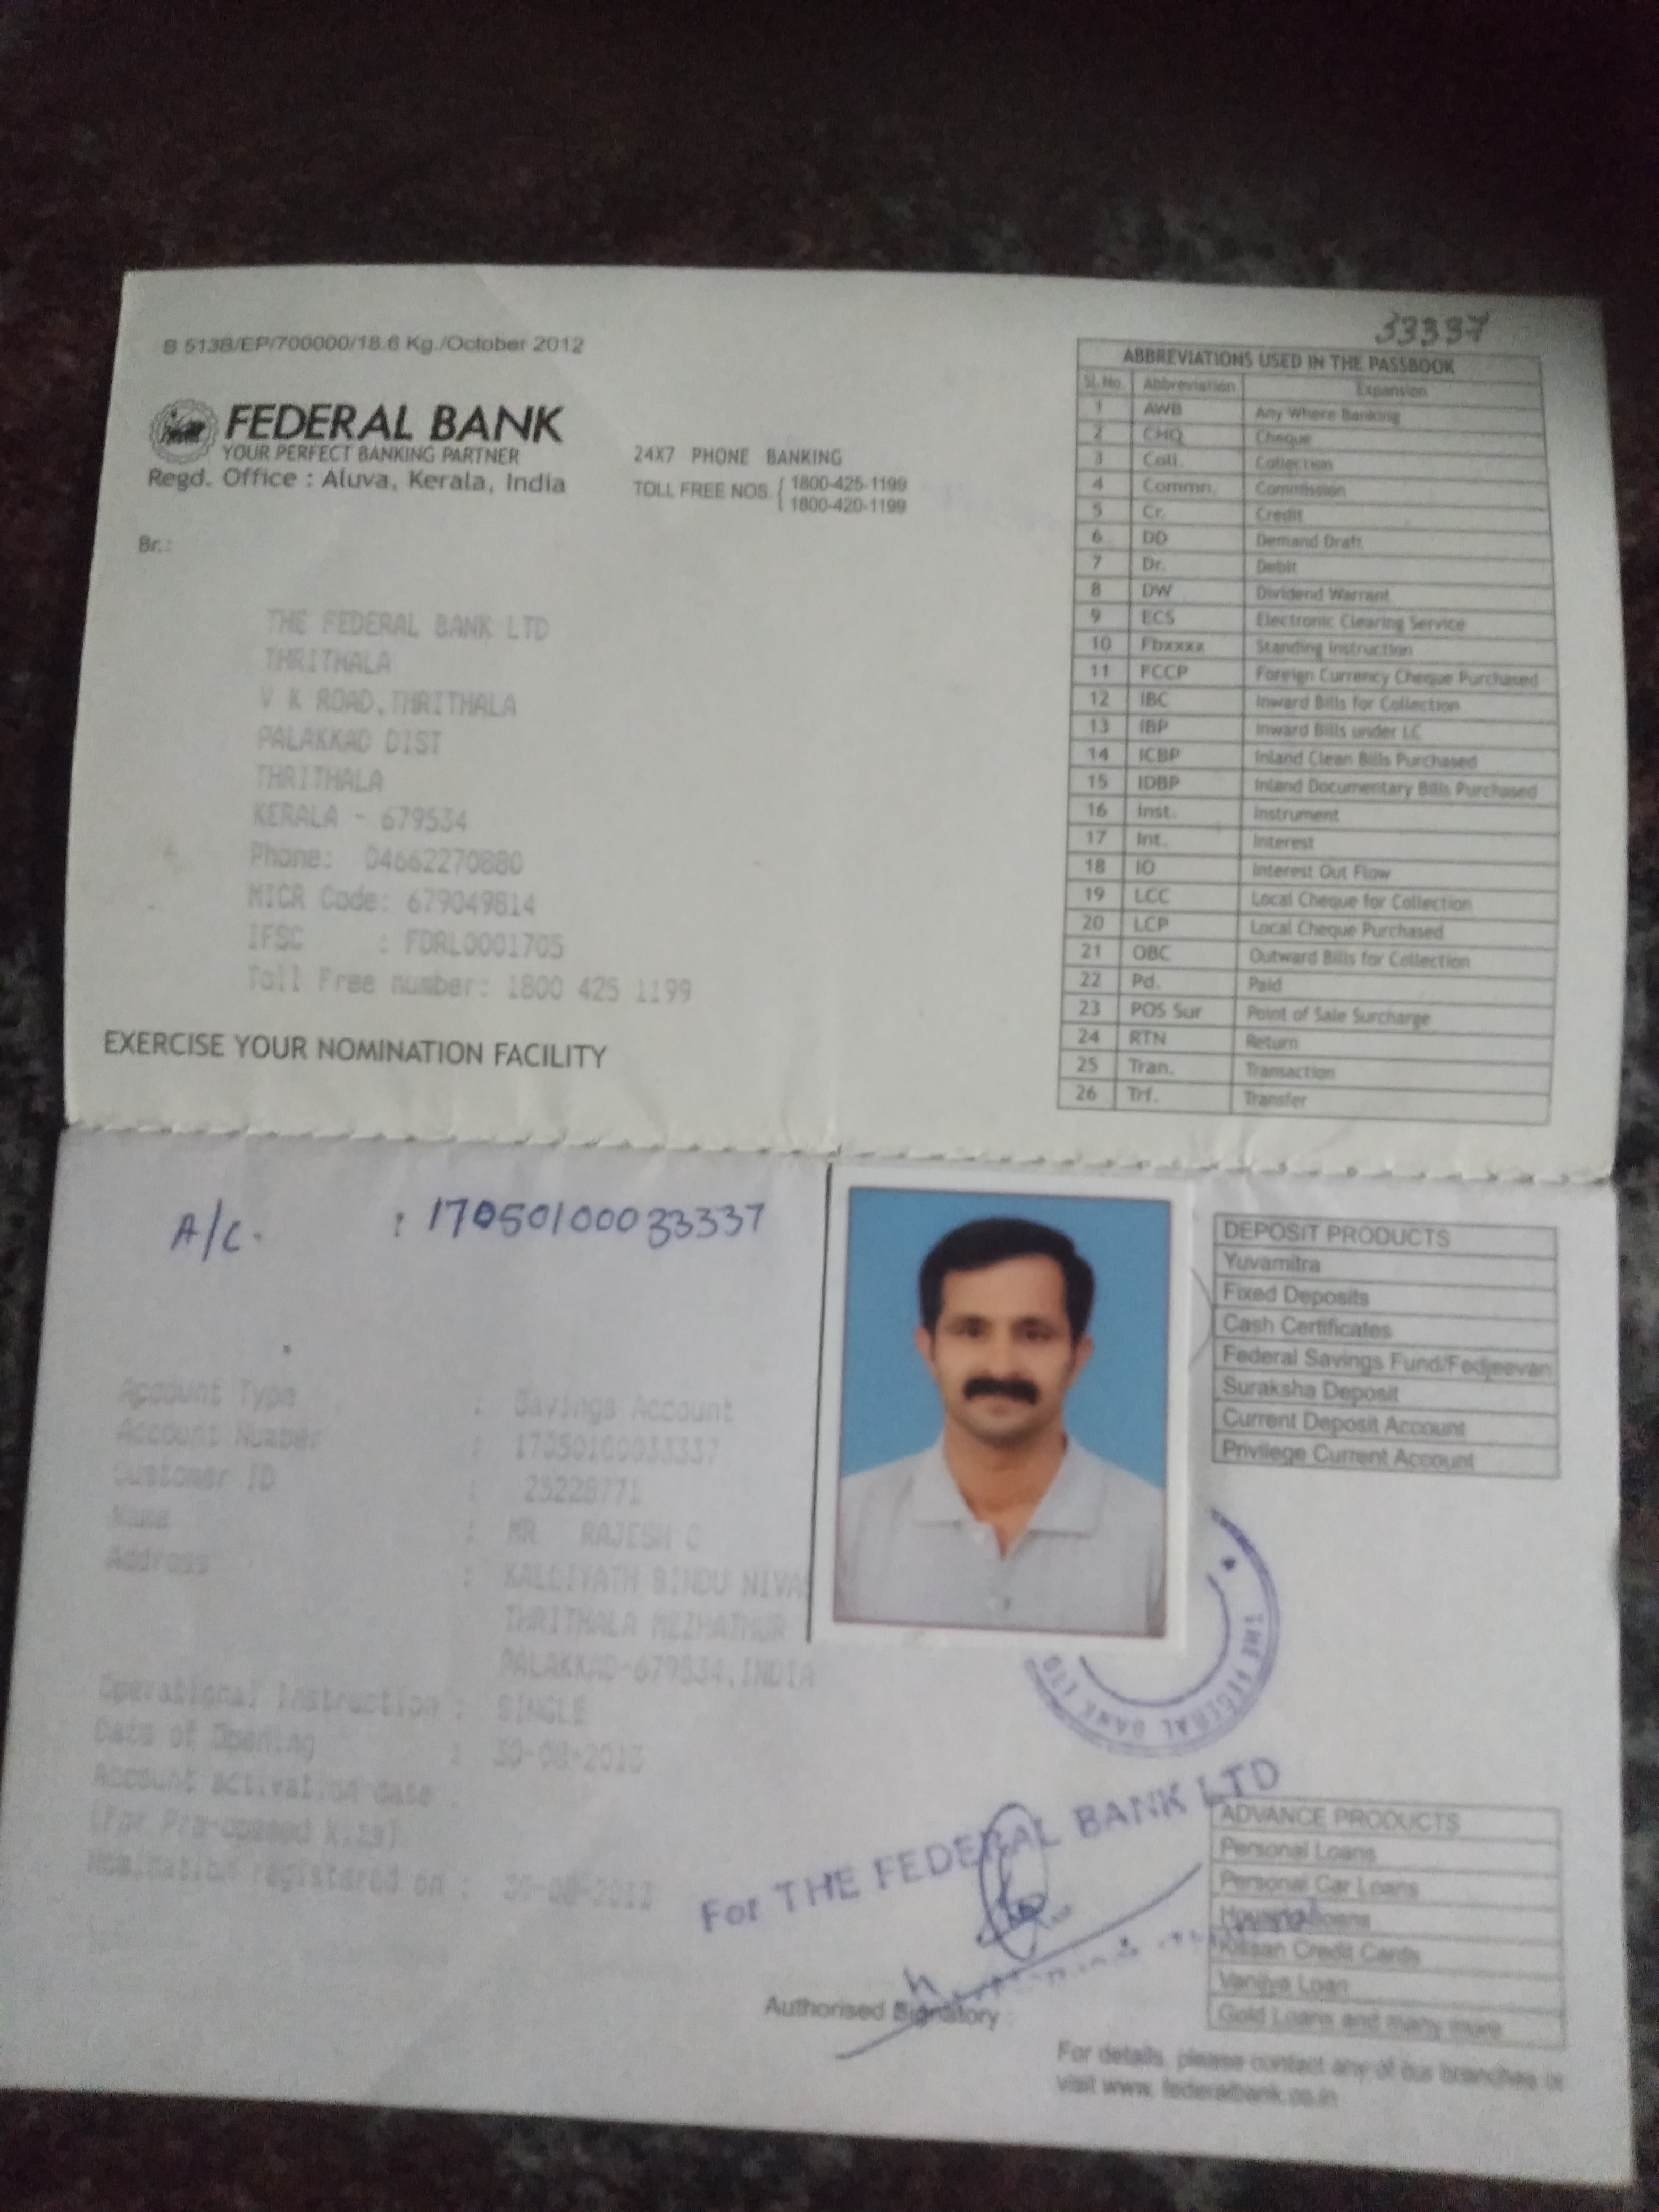 33337
B 513B/EP/700000/18.6 Kg./October 2012
FEDERAL BANK
YOUR PERFECT BANKING PARTNER
Regd. Office : Aluva, Kerala, India
24X7 PHONE BANKING
TOLL FREE NOS. 1800-425-1199
1800-420-1199
Br.:
THE FEDERAL BANK LTD
THRITHALA
V K ROAD,THRITHALA
PALAKKAD DIST
THRITHALA
KERALA - 679534
Phone: 04662270880
MICR Code: 679049814
IFSC : FDRL0001705
Toll Free number: 1800 425 1199
EXERCISE YOUR NOMINATION FACILITY
ABBREVIATIONS USED IN THE PASSBOOK
Sl.No. Abbreviation Expansion
1 AWB Any Where Banking
2 CHQ Cheque
3 Coll. Collection
4 Commn. Commission
5 Cr. Credit
6 DD Demand Draft
7 Dr. Debit
8 DW Dividend Warrant
9 ECS Electronic Clearing Service
10 Fbxxxx Standing Instruction
11 FCCP Foreign Currency Cheque Purchased
12 IBC Inward Bills for Collection
13 IBP Inward Bills under LC
14 ICBP Inland Clean Bills Purchased
15 IDBP Inland Documentary Bills Purchased
16 Inst. Instrument
17 Int. Interest
18 IO Interest Out Flow
19 LCC Local Cheque for Collection
20 LCP Local Cheque Purchased
21 OBC Outward Bills for Collection
22 Pd. Paid
23 POS Sur Point of Sale Surcharge
24 RTN Return
25 Tran. Transaction
26 Trf. Transfer
A/C. : 17050100033337
Account Type : Savings Account
Account Number : 17050100033337
Customer ID : 25228771
Name : MR RAJESH C
Address : KALLIYATH BINDU NIVA
THRITHALA MEZHATHUR
PALAKKAD-679534,INDIA
Operational Instruction : SINGLE
Date of Opening : 30-08-2013
Account activation date :
(For Pre-opened
Nomination registered on : 30-08-2013
DEPOSIT PRODUCTS
Yuvamitra
Fixed Deposits
Cash Certificates
Federal Savings Fund/Fedjeevan
Suraksha Deposit
Current Deposit Account
Privilege Current Account
THE FEDERAL BANK LTD
For THE FEDERAL BANK LTD
Authorised Signatory
ADVANCE PRODUCTS
Personal Loans
Personal Car Loans
Housing Loans
Kissan Credit Cards
Vanijya Loan
Gold Loans and many more
For details, please contact any of our branches or
visit www. federalbank.co.in